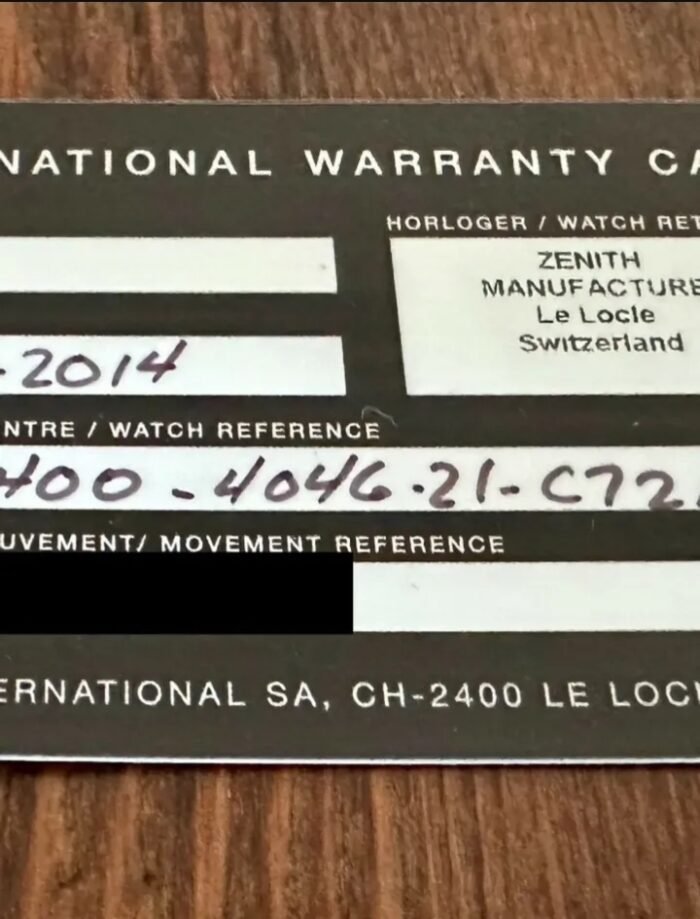 NATIONAL WARRANTY CA
HORLOGER / WATCH RET
ZENITH
MANUFACTURE
Le Locle
Switzerland
-2014
NTRE / WATCH REFERENCE
400 - 4046 - 21 - C72
UVEMENT/ MOVEMENT REFERENCE
ERNATIONAL SA, CH-2400 LE LOCL